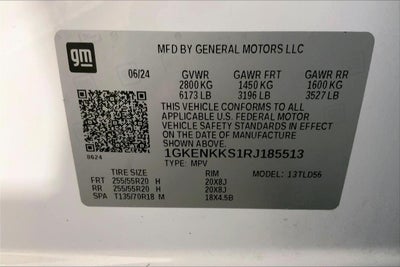 gm
MFD BY GENERAL MOTORS LLC
06/24 GVWR GAWR FRT GAWR RR
2800 KG 1450 KG 1600 KG
6173 LB 3196 LB 3527 LB
THIS VEHICLE CONFORMS TO ALL
APPLICABLE U.S. FEDERAL MOTOR
VEHICLE SAFETY STANDARDS IN EFFECT
ON THE DATE OF MANUFACTURE
SHOWN ABOVE.
0624 1GKENKKS1RJ185513
TYPE: MPV MODEL: 13TLD56
TIRE SIZE RIM
FRT 255/55R20 H 20X8J
RR 255/55R20 H 20X8J
SPA T135/70R18 M 18X4.5B